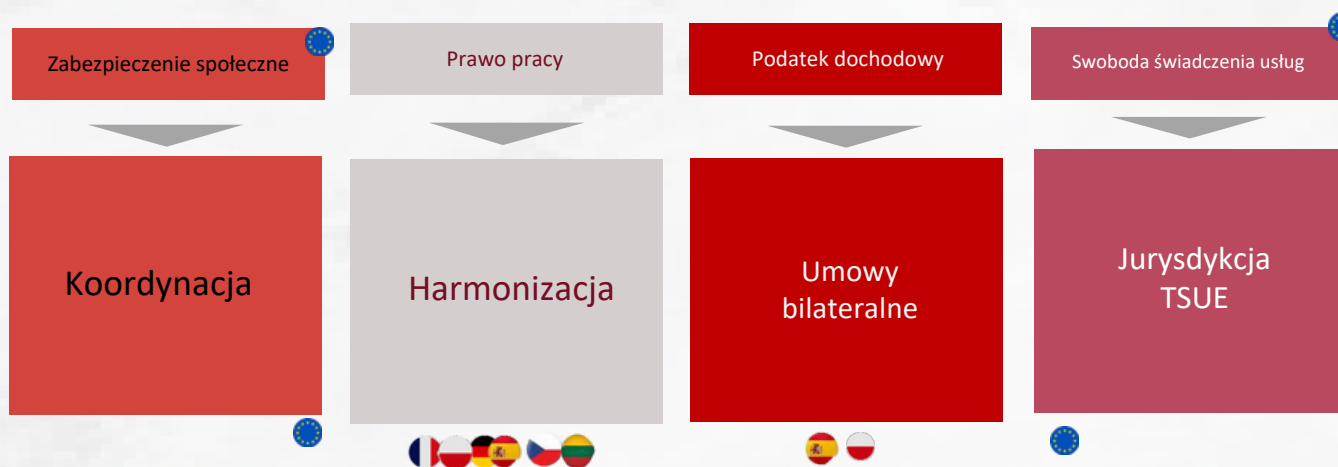 Zabezpieczenie społeczne
Prawo pracy
Podatek dochodowy
Swoboda świadczenia usług
Koordynacja
Harmonizacja
Umowy
bilateralne
Jurysdykcja
TSUE